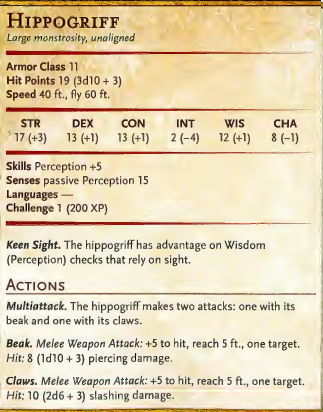 HIPPOGRIFF
Large monstrosity, unaligned
Armor Class 11
Hit Points 19 (3d10 + 3)
Speed 40 ft., fly 60 ft.
STR DEX CON INT WIS CHA
17 (+3) 13 (+1) 13 (+1) 2 (−4) 12 (+1) 8 (−1)
Skills Perception +5
Senses passive Perception 15
Languages —
Challenge 1 (200 XP)
Keen Sight. The hippogriff has advantage on Wisdom
(Perception) checks that rely on sight.
ACTIONS
Multiattack. The hippogriff makes two attacks: one with its
beak and one with its claws.
Beak. Melee Weapon Attack: +5 to hit, reach 5 ft., one target.
Hit: 8 (1d10 + 3) piercing damage.
Claws. Melee Weapon Attack: +5 to hit, reach 5 ft., one target.
Hit: 10 (2d6 + 3) slashing damage.